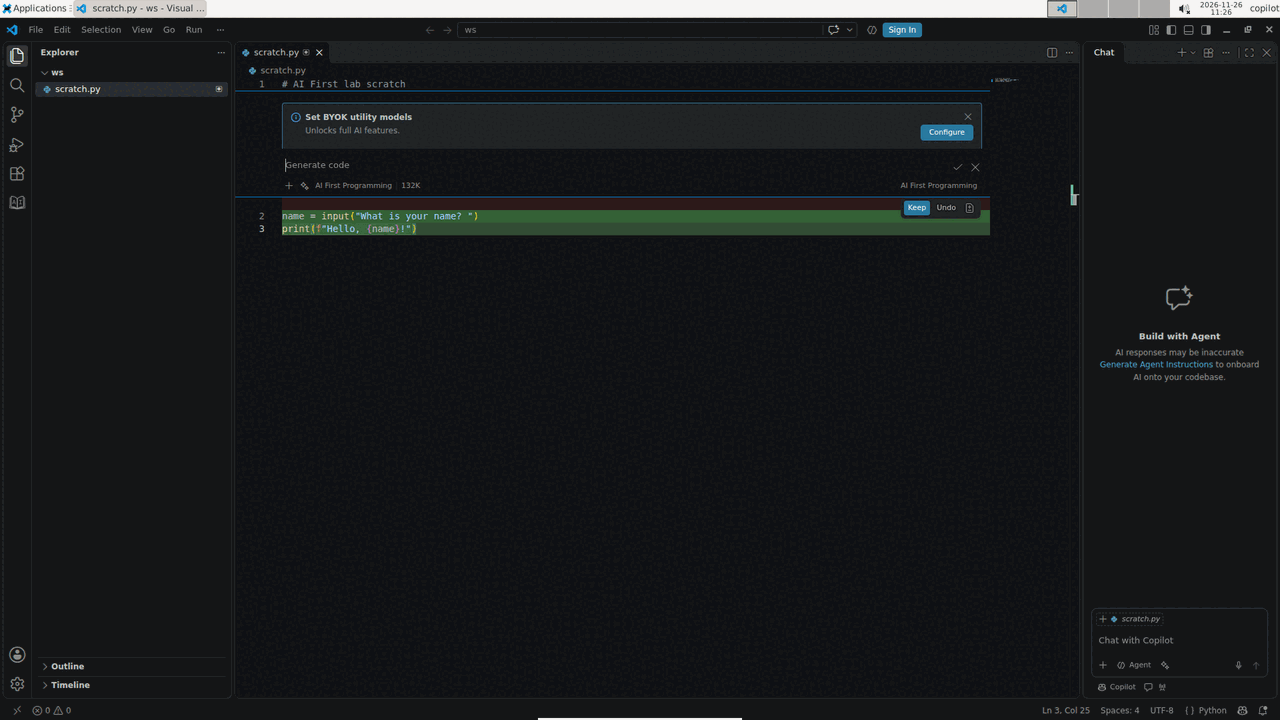 Applications
scratch.py - ws - Visual ...
2026-11-26
11:26
copilot
File Edit Selection View Go Run ···
ws
Sign In
Explorer
ws
scratch.py
Outline
Timeline
scratch.py
scratch.py
1 # AI First lab scratch
Set BYOK utility models
Unlocks full AI features.
Configure
Generate code
AI First Programming 132K
AI First Programming
Keep Undo
2 name = input("What is your name? ")
3 print(f"Hello, {name}!")
Chat
Build with Agent
AI responses may be inaccurate
Generate Agent Instructions to onboard
AI onto your codebase.
scratch.py
Chat with Copilot
Agent
Copilot
0 0
Ln 3, Col 25 Spaces: 4 UTF-8 { } Python